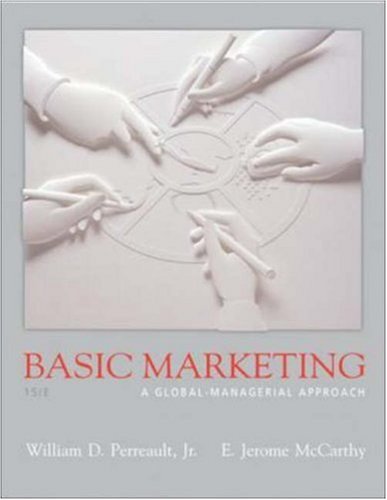 BASIC MARKETING
15/E
A GLOBAL-MANAGERIAL APPROACH
William D. Perreault, Jr. E. Jerome McCarthy